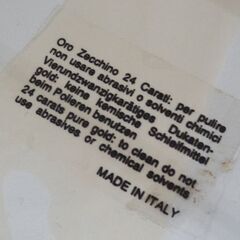 Oro Zecchino 24 Carati: per pulire
non usare abrasivi o solventi chimici
Vierundzwanzigkarätiges Dukaten-
gold: keine kemische Schleifmittel
beim Polieren benutzen
24 carats pure gold: to clean do not
use abrasives or chemical solvents
MADE IN ITALY